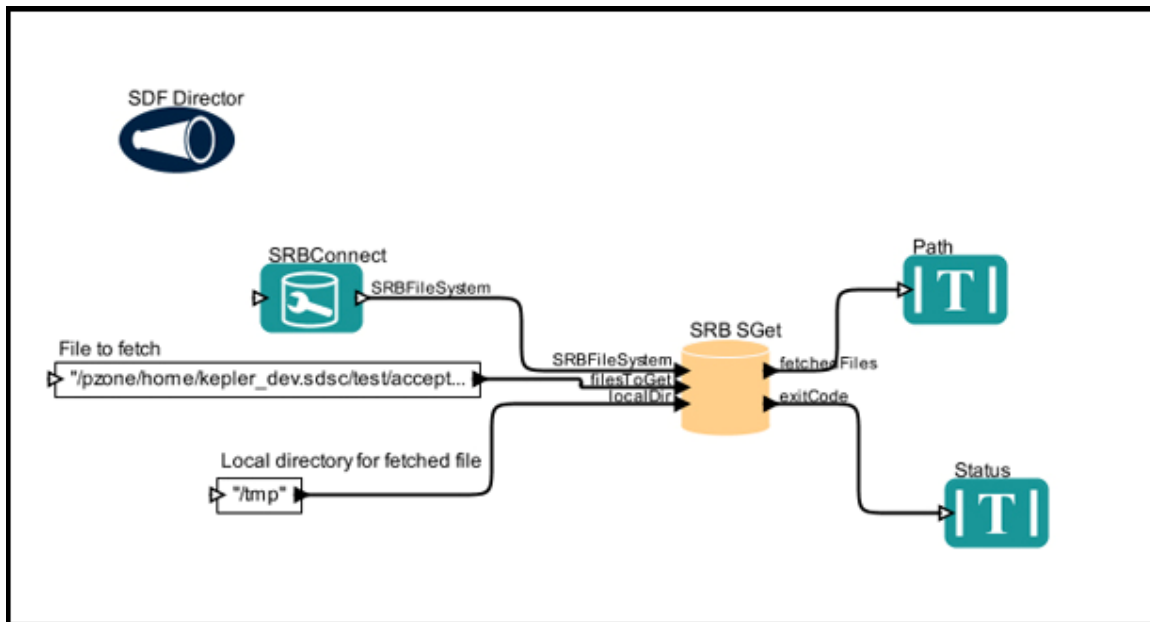 SDF Director
SRBConnect
SRBFileSystem
File to fetch
"/pzone/home/kepler_dev.sdsc/test/accept...
Local directory for fetched file
"/tmp"
SRB SGet
SRBFileSystem
filesToGet
localDir
fetchedFiles
exitCode
Path
T
Status
T